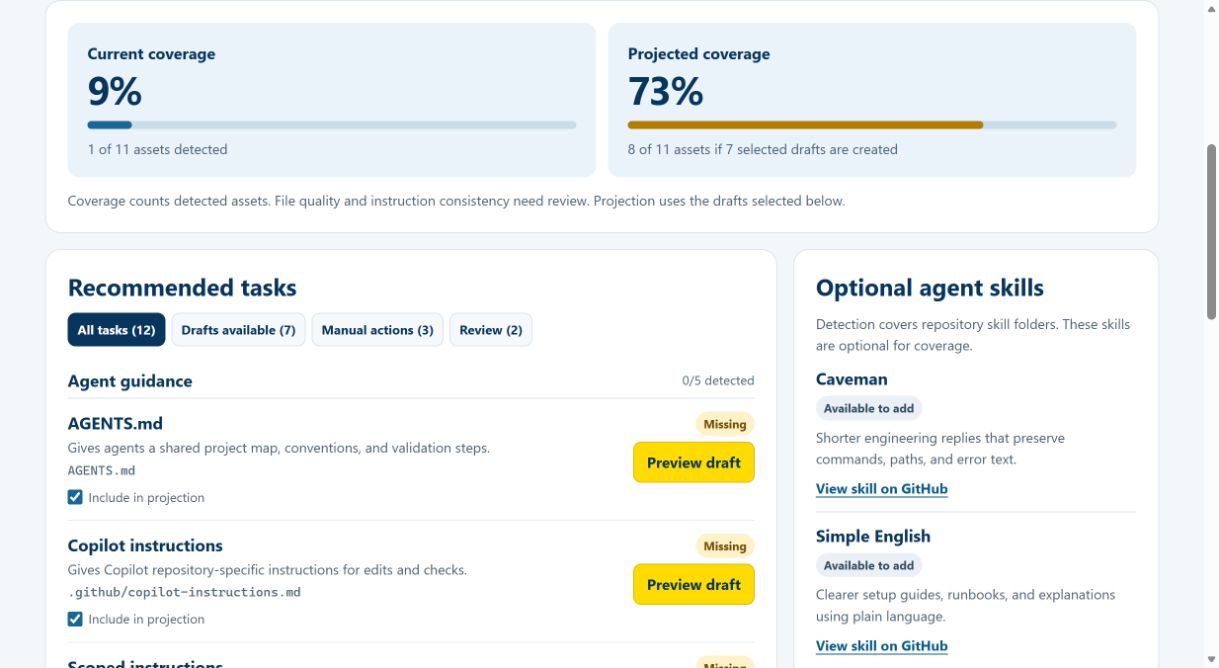 Current coverage
9%
1 of 11 assets detected
Projected coverage
73%
8 of 11 assets if 7 selected drafts are created
Coverage counts detected assets. File quality and instruction consistency need review. Projection uses the drafts selected below.
Recommended tasks
All tasks (12)
Drafts available (7)
Manual actions (3)
Review (2)
Agent guidance
0/5 detected
AGENTS.md
Missing
Gives agents a shared project map, conventions, and validation steps.
AGENTS.md
Preview draft
Include in projection
Copilot instructions
Missing
Gives Copilot repository-specific instructions for edits and checks.
.github/copilot-instructions.md
Preview draft
Include in projection
Scoped instructions
Missing
Optional agent skills
Detection covers repository skill folders. These skills
are optional for coverage.
Caveman
Available to add
Shorter engineering replies that preserve
commands, paths, and error text.
View skill on GitHub
Simple English
Available to add
Clearer setup guides, runbooks, and explanations
using plain language.
View skill on GitHub